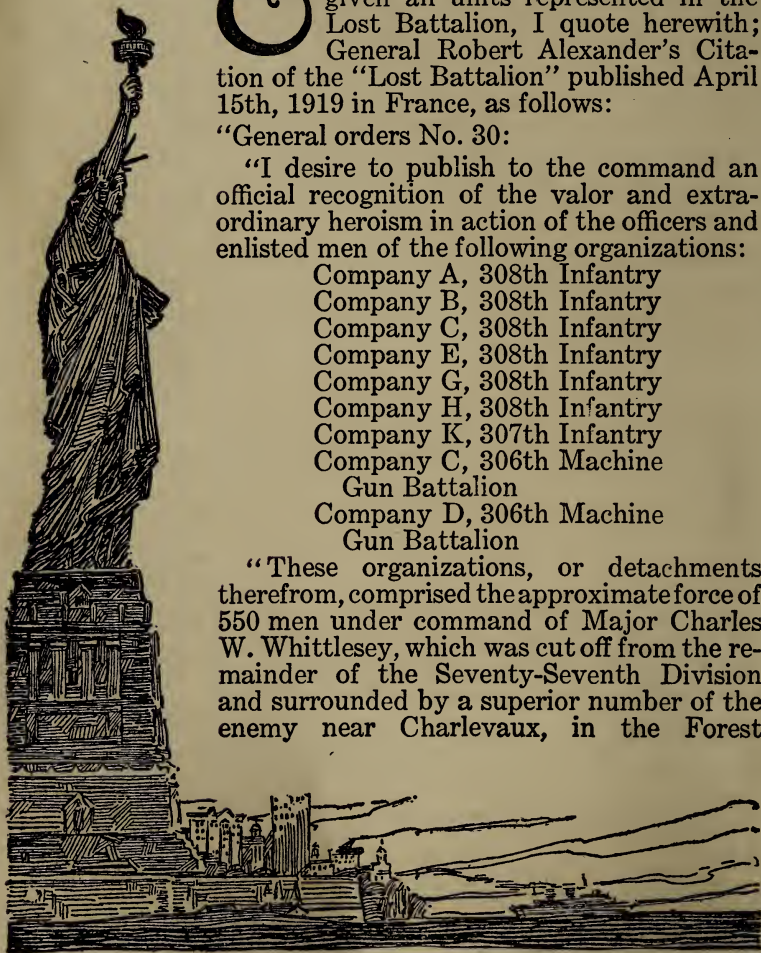 given an units represented in the
Lost Battalion, I quote herewith;
General Robert Alexander's Cita-
tion of the "Lost Battalion" published April
15th, 1919 in France, as follows:
"General orders No. 30:
"I desire to publish to the command an
official recognition of the valor and extra-
ordinary heroism in action of the officers and
enlisted men of the following organizations:
Company A, 308th Infantry
Company B, 308th Infantry
Company C, 308th Infantry
Company E, 308th Infantry
Company G, 308th Infantry
Company H, 308th Infantry
Company K, 307th Infantry
Company C, 306th Machine
Gun Battalion
Company D, 306th Machine
Gun Battalion
"These organizations, or detachments
therefrom, comprised the approximate force of
550 men under command of Major Charles
W. Whittlesey, which was cut off from the re-
mainder of the Seventy-Seventh Division
and surrounded by a superior number of the
enemy near Charlevaux, in the Forest